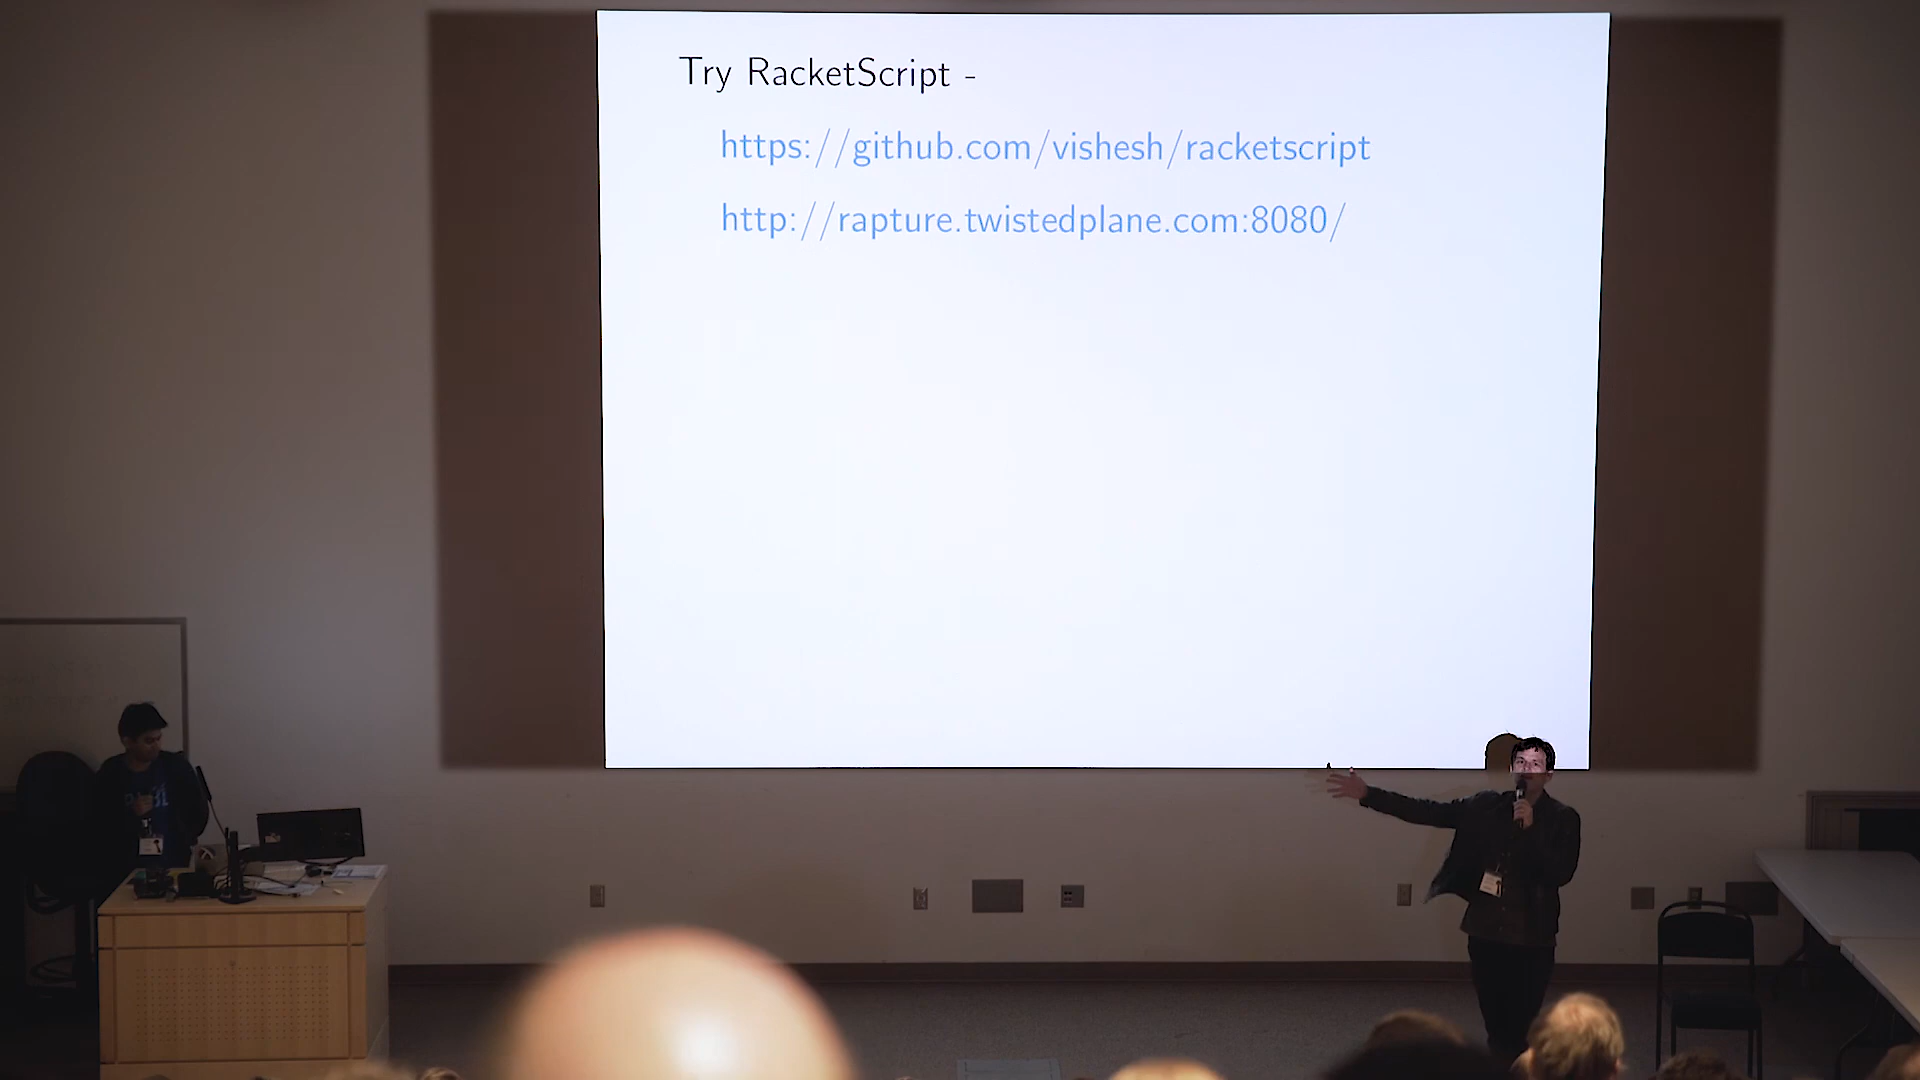 Try RacketScript -
https://github.com/vishesh/racketscript
http://rapture.twistedplane.com:8080/